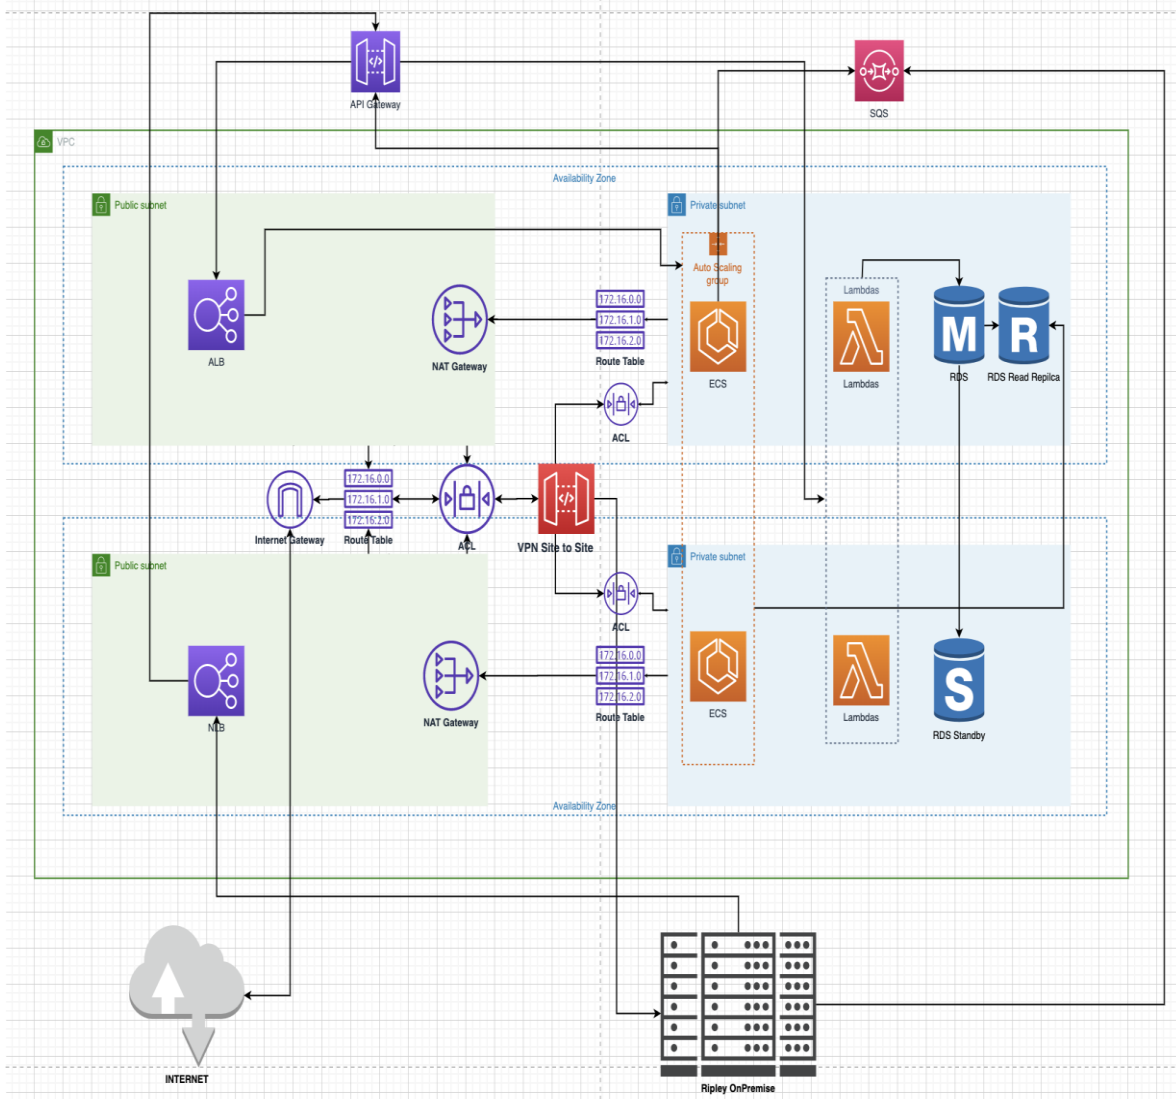 API Gateway
SQS
VPC
Availability Zone
Public subnet
Private subnet
Auto Scaling
group
ALB
NAT Gateway
172.16.0.0
172.16.1.0
172.16.2.0
Route Table
ACL
ECS
Lambdas
Lambdas
M
R
RDS
RDS Read Replica
Internet Gateway
172.16.0.0
172.16.1.0
172.16.2.0
Route Table
ACL
VPN Site to Site
Public subnet
Private subnet
ACL
NLB
NAT Gateway
172.16.0.0
172.16.1.0
172.16.2.0
Route Table
ECS
Lambdas
S
RDS Standby
Availability Zone
INTERNET
Ripley OnPremise